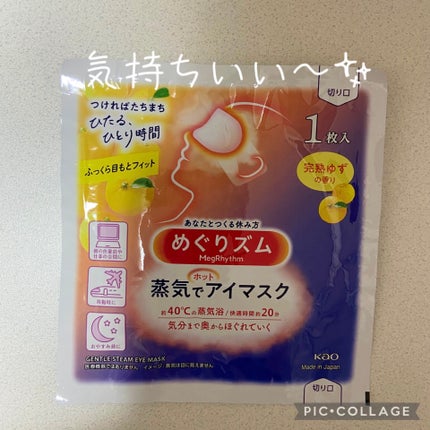 気持ちいい〜
切り口
つければたちまち
ひたる、
ひとり時間
1枚入
ふっくら目もとフィット
完熟ゆず
の香り
あなたとつくる休み方
めぐりズム
MegRhythm
ホット
蒸気でアイマスク
約40℃の蒸気浴/快適時間約20分
気分まで奥からほぐれていく
おやすみ前に
GENTLE STEAM EYE MASK
Kao
Made in Japan
切り口
PIC•COLLAGE